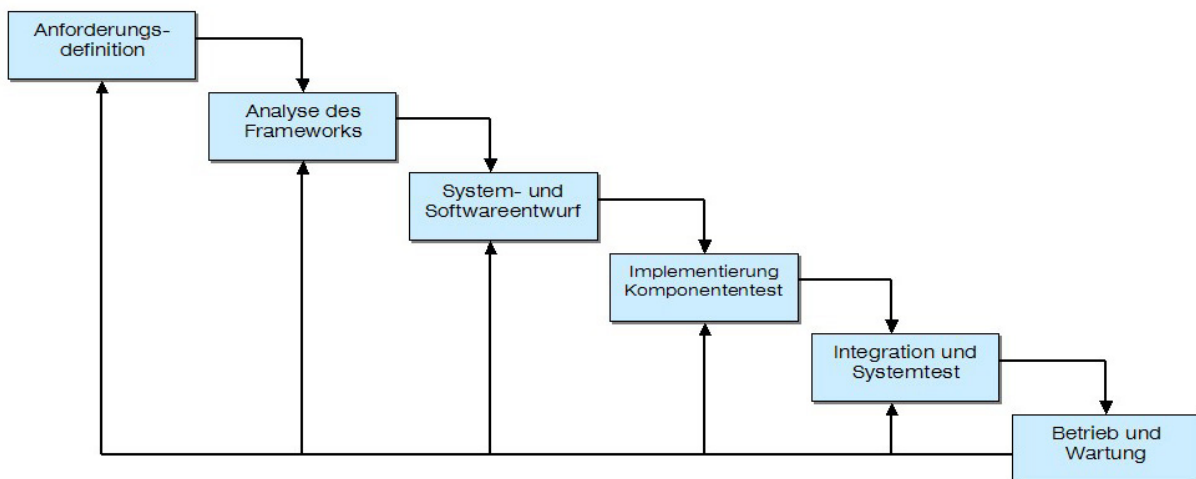 Anforderungs-
definition
Analyse des
Frameworks
System- und
Softwareentwurf
Implementierung
Komponententest
Integration und
Systemtest
Betrieb und
Wartung